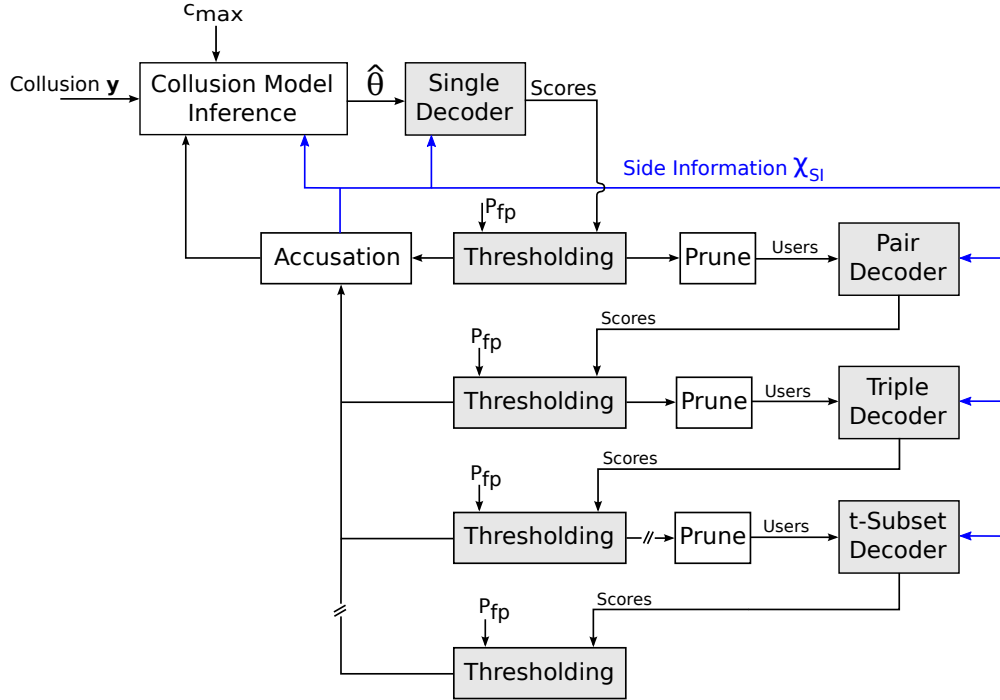 cmax
Collusion y
Collusion Model
Inference
θ̂
Single
Decoder
Scores
Side Information χSI
Pfp
Accusation
Thresholding
Prune
Users
Pair
Decoder
Scores
Pfp
Thresholding
Prune
Users
Triple
Decoder
Scores
Pfp
Thresholding
Prune
Users
t-Subset
Decoder
Scores
Pfp
Thresholding